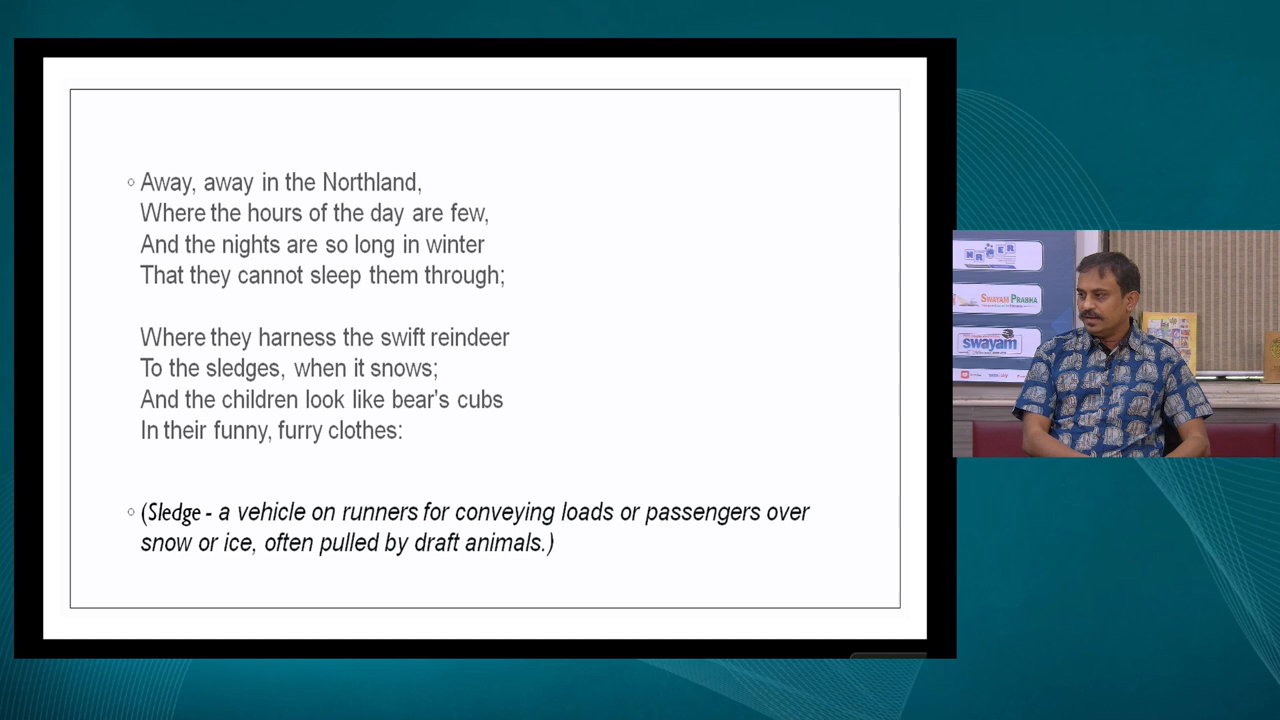 Away, away in the Northland,
Where the hours of the day are few,
And the nights are so long in winter
That they cannot sleep them through;
Where they harness the swift reindeer
To the sledges, when it snows;
And the children look like bear's cubs
In their funny, furry clothes:
(Sledge - a vehicle on runners for conveying loads or passengers over
snow or ice, often pulled by draft animals.)
SWAYAM PRABHA
swayam